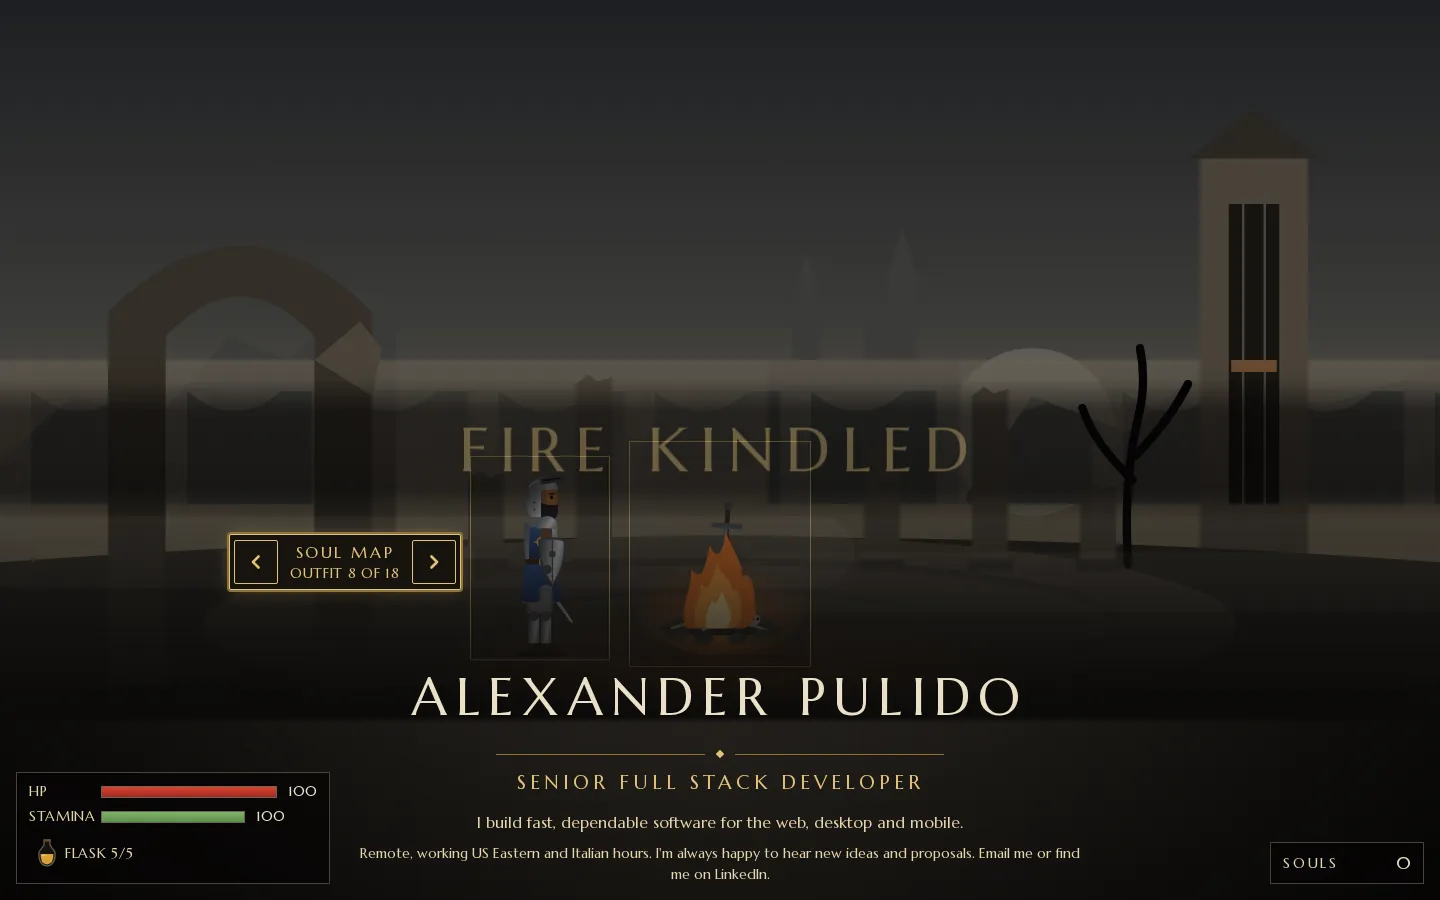 FIRE KINDLED
SOUL MAP
OUTFIT 8 OF 18
ALEXANDER PULIDO
SENIOR FULL STACK DEVELOPER
I build fast, dependable software for the web, desktop and mobile.
Remote, working US Eastern and Italian hours. I'm always happy to hear new ideas and proposals. Email me or find
me on LinkedIn.
HP 100
STAMINA 100
FLASK 5/5
SOULS 0